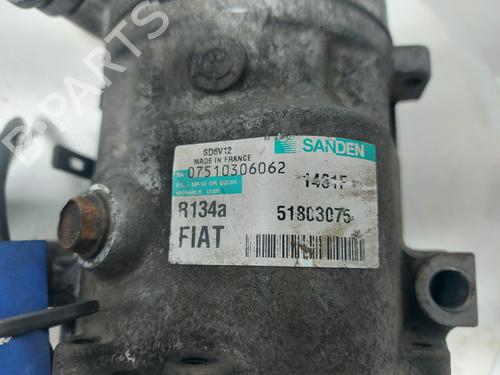 B-PARTS
SD6V12
MADE IN FRANCE
SANDEN
07510306062
OIL : SP-10 OR EQUIV.
VARIABLE DISP.
1461F
R134a
51803075
FIAT